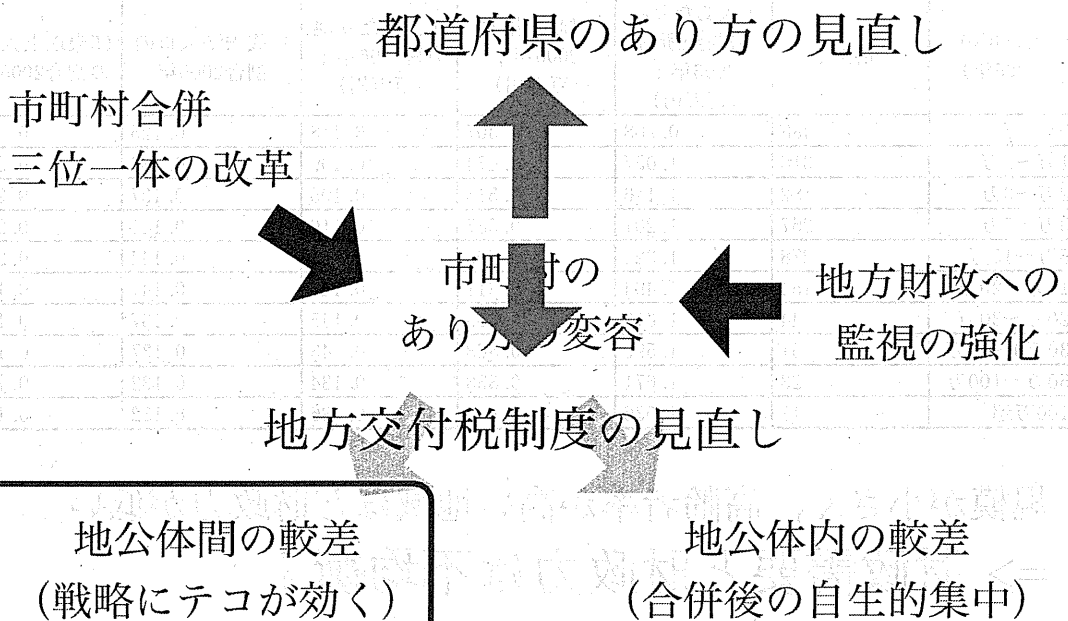 都道府県のあり方の見直し
市町村合併
三位一体の改革
市町村の
あり方の変容
地方財政への
監視の強化
地方交付税制度の見直し
地公体間の較差
(戦略にテコが効く)
地公体内の較差
(合併後の自生的集中)